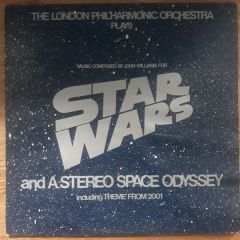 THE LONDON PHILHARMONIC ORCHESTRA
PLAYS
MUSIC COMPOSED BY JOHN WILLIAMS FOR
STAR
WARS
and A STEREO SPACE ODYSSEY
including THEME FROM 2001